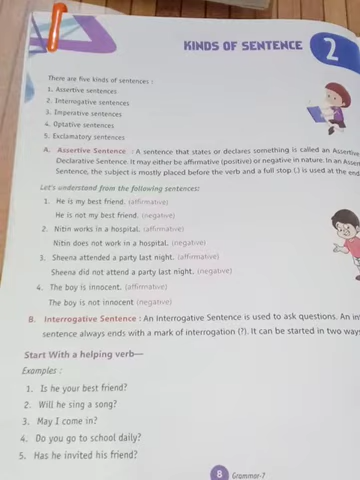 KINDS OF SENTENCE 2
There are five kinds of sentences :
1. Assertive sentences
2. Interrogative sentences
3. Imperative sentences
4. Optative sentences
5. Exclamatory sentences
A. Assertive Sentence : A sentence that states or declares something is called an Assertive
Declarative Sentence. It may either be affirmative (positive) or negative in nature. In an
Sentence, the subject is mostly placed before the verb and a full stop (.) is used at the end
Let's understand from the following sentences:
1. He is my best friend. (affirmative)
He is not my best friend. (negative)
2. Nitin works in a hospital. (affirmative)
Nitin does not work in a hospital. (negative)
3. Sheena attended a party last night. (affirmative)
Sheena did not attend a party last night. (negative)
4. The boy is innocent. (affirmative)
The boy is not innocent (negative)
B. Interrogative Sentence : An Interrogative Sentence is used to ask questions. An
sentence always ends with a mark of interrogation (?). It can be started in two
Start With a helping verb—
Examples :
1. Is he your best friend?
2. Will he sing a song?
3. May I come in?
4. Do you go to school daily?
5. Has he invited his friend?
8 Grammar-7